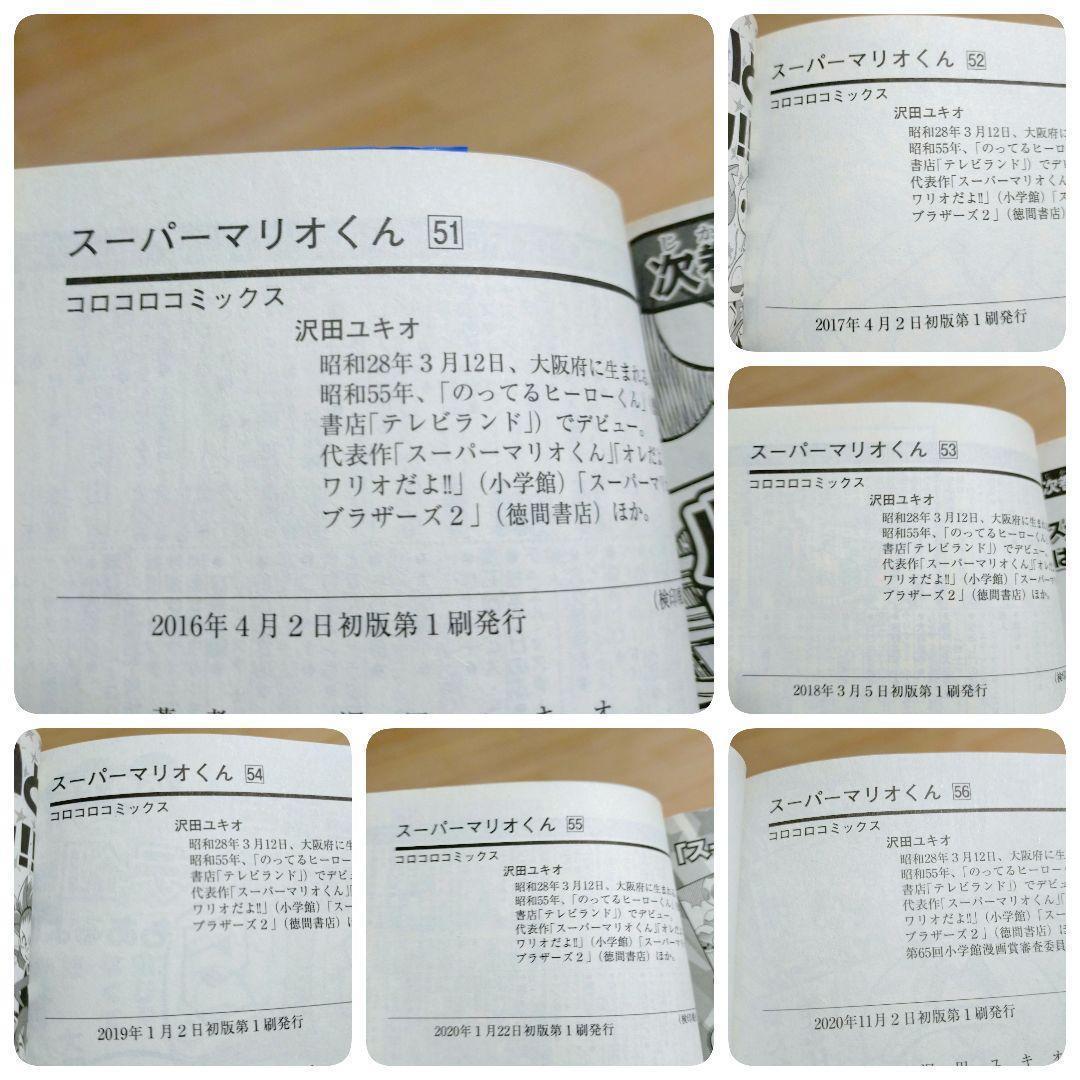 スーパーマリオくん 51
コロコロコミックス
沢田ユキオ
昭和28年3月12日、大阪府に生まれる
昭和55年、「のってるヒーローくん」
書店「テレビランド」)でデビュー。
代表作「スーパーマリオくん」「オレだよ
ワリオだよ!!」(小学館)「スーパーマリ
ブラザーズ2」(徳間書店)ほか。
(検印
2016年4月2日初版第1刷発行
スーパーマリオくん 52
コロコロコミックス
沢田ユキオ
昭和28年3月12日、大阪府に
昭和55年、「のってるヒーロー
書店「テレビランド」)でデビ
代表作「スーパーマリオくん
ワリオだよ!!」(小学館)「ス
ブラザーズ2」(徳間書店)
2017年4月2日初版第1刷発行
スーパーマリオくん 53
コロコロコミックス
沢田ユキオ
昭和28年3月12日、大阪府に生まれ
昭和55年、「のってるヒーローくん
書店「テレビランド」)でデビュー。
代表作「スーパーマリオくん」「オレ
ワリオだよ!!」(小学館)「スーパーマ
ブラザーズ2」(徳間書店)ほか。
2018年3月5日初版第1刷発行
スーパーマリオくん 54
コロコロコミックス
沢田ユキオ
昭和28年3月12日、大阪府に
昭和55年、「のってるヒーロー
書店「テレビランド」)でデビュ
代表作「スーパーマリオくん」「
ワリオだよ!!」(小学館)「スー
ブラザーズ2」(徳間書店)ほ
2019年1月2日初版第1刷発行
スーパーマリオくん 55
コロコロコミックス
沢田ユキオ
昭和28年3月12日、大阪府に生まれ
昭和55年、「のってるヒーローくん
書店「テレビランド」)でデビュー。
代表作「スーパーマリオくん」「オレだよ
ワリオだよ!!」(小学館)「スーパーマリ
ブラザーズ2」(徳間書店)ほか。
(検印
2020年1月22日初版第1刷発行
スーパーマリオくん 56
コロコロコミックス
沢田ユキオ
昭和28年3月12日、大阪府に
昭和55年、「のってるヒーロー
書店「テレビランド」)でデビュ
代表作「スーパーマリオくん」「
ワリオだよ!!」(小学館)「スー
ブラザーズ2」(徳間書店)ほ
第65回小学館漫画賞審査委員
2020年11月2日初版第1刷発行